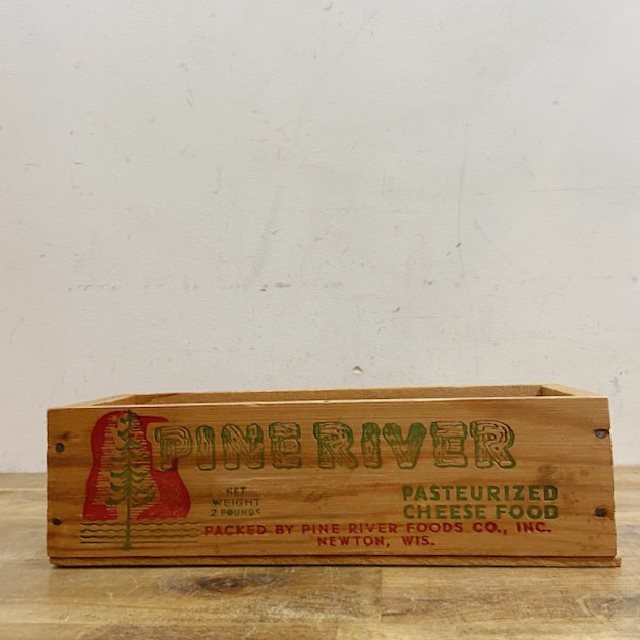 PINE RIVER
NET
WEIGHT
2 POUNDS
PASTEURIZED
CHEESE FOOD
PACKED BY PINE RIVER FOODS CO., INC.
NEWTON, WIS.